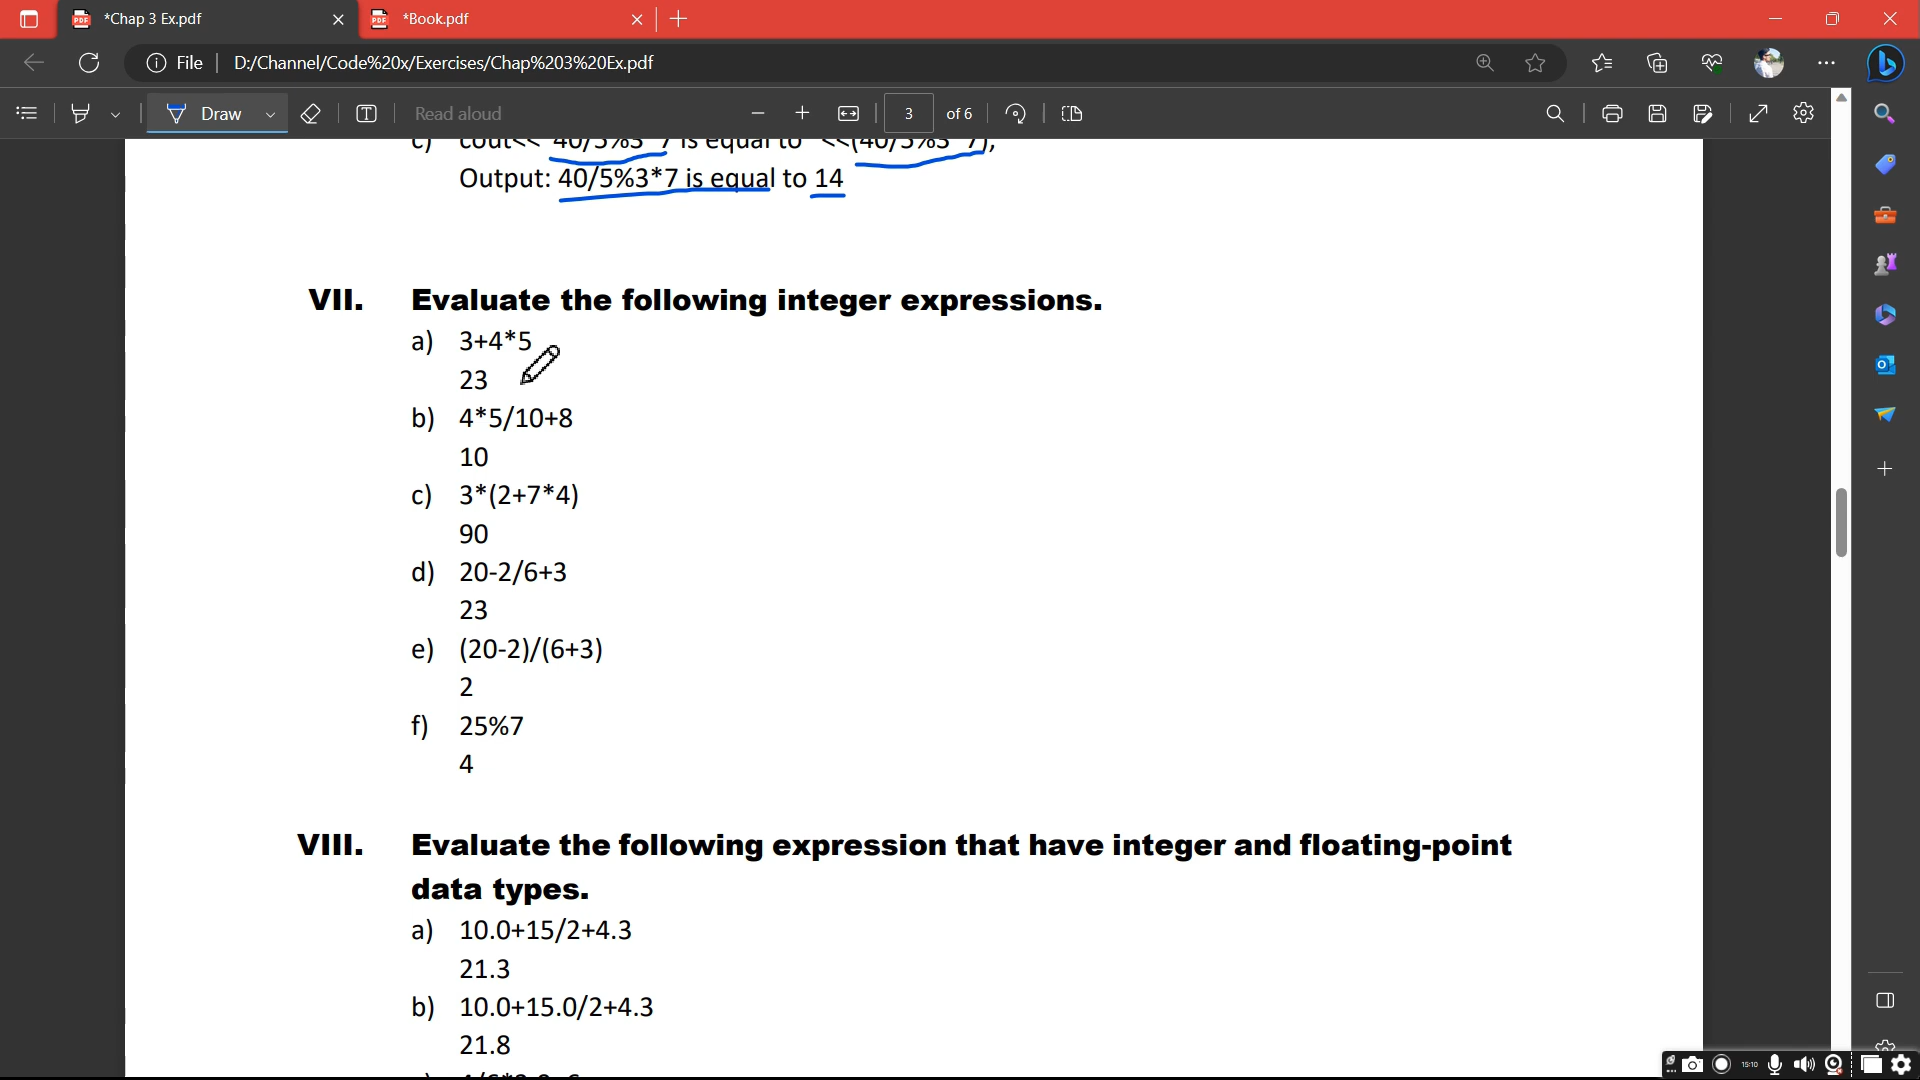 *Chap 3 Ex.pdf
*Book.pdf
File
D:/Channel/Code%20x/Exercises/Chap%203%20Ex.pdf
Draw
Read aloud
3 of 6
Output: 40/5%3*7 is equal to 14
VII. Evaluate the following integer expressions.
a) 3+4*5
23
b) 4*5/10+8
10
c) 3*(2+7*4)
90
d) 20-2/6+3
23
e) (20-2)/(6+3)
2
f) 25%7
4
VIII. Evaluate the following expression that have integer and floating-point
data types.
a) 10.0+15/2+4.3
21.3
b) 10.0+15.0/2+4.3
21.8
15:10